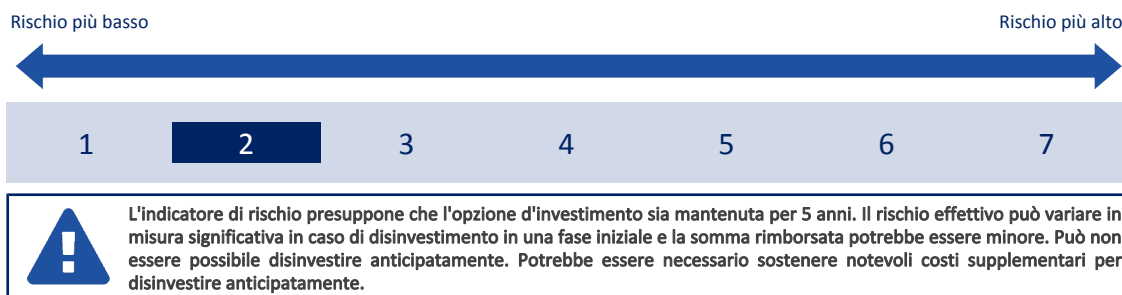 Rischio più basso Rischio più alto
1 2 3 4 5 6 7
L'indicatore di rischio presuppone che l'opzione d'investimento sia mantenuta per 5 anni. Il rischio effettivo può variare in
misura significativa in caso di disinvestimento in una fase iniziale e la somma rimborsata potrebbe essere minore. Può non
essere possibile disinvestire anticipatamente. Potrebbe essere necessario sostenere notevoli costi supplementari per
disinvestire anticipatamente.